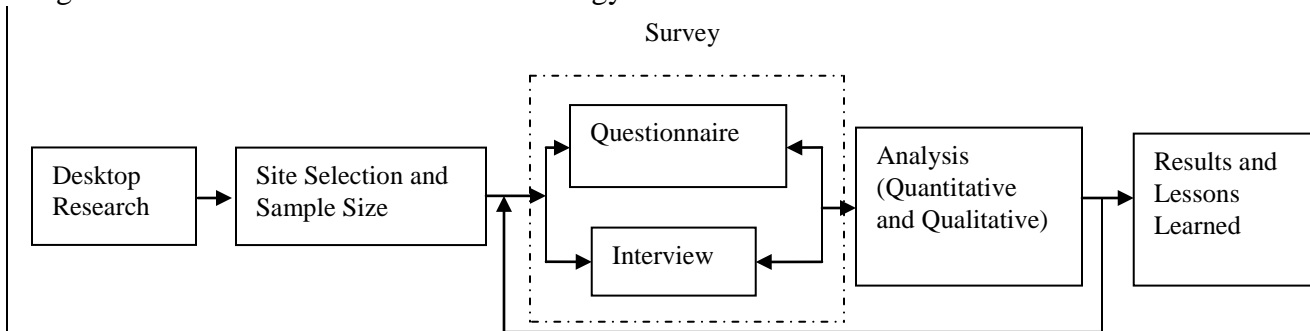 Survey
Desktop
Research
Site Selection and
Sample Size
Questionnaire
Interview
Analysis
(Quantitative
and Qualitative)
Results and
Lessons
Learned